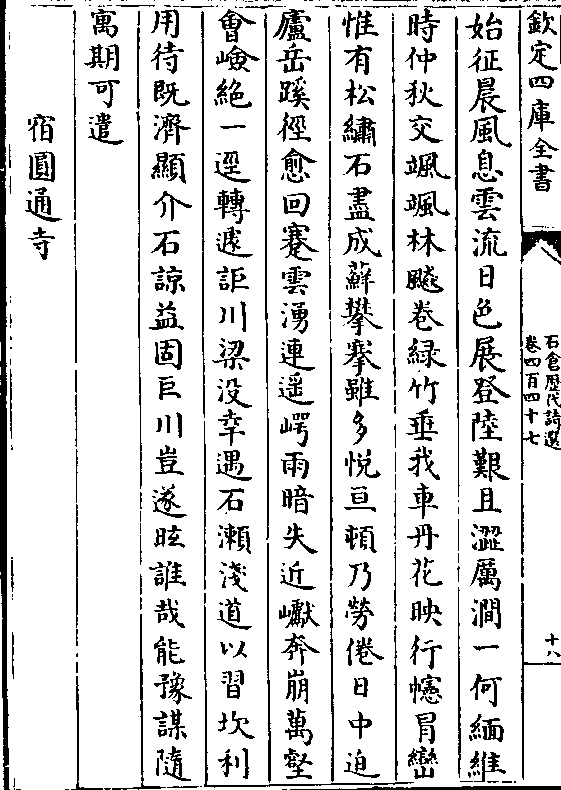 欽定四庫全書
石倉歷代詩選
卷四百四十七
十八
始征晨風息雲流日色展登陸艱且澀厲澗一何緬維
時仲秋交颯颯林飈卷緑竹垂我車丹花映行幰冐巒
惟有松繡石盡成蘚攀搴雖多悦亘頓乃勞倦日中迫
廬岳蹊徑愈回蹇雲湧連遥崿雨暗失近巘奔崩萬壑
會嶮絶一逕轉遽詎川梁没幸遇石瀬淺道以習坎利
用待既濟顯介石諒益固巨川豈遂眩誰哉能豫謀隨
寓期可遣
宿圓通寺